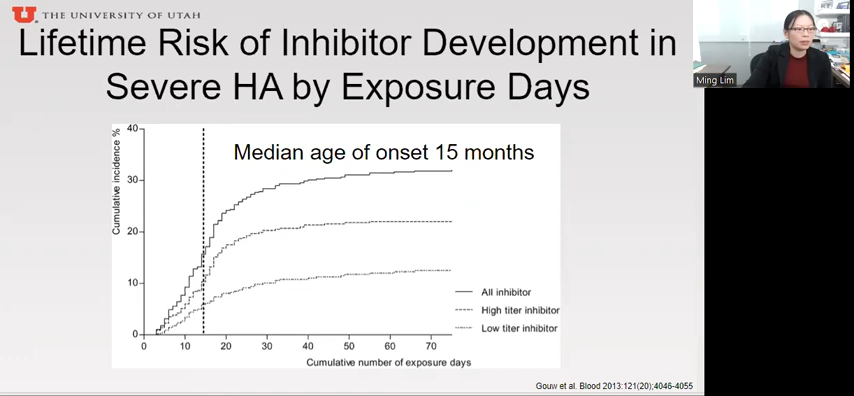 THE UNIVERSITY OF UTAH
Lifetime Risk of Inhibitor Development in
Severe HA by Exposure Days
Ming Lim
Median age of onset 15 months
Cumulative incidence %
40
30
20
10
0
0 10 20 30 40 50 60 70
Cumulative number of exposure days
All inhibitor
High titer inhibitor
Low titer inhibitor
Gouw et al. Blood 2013:121(20);4046-4055